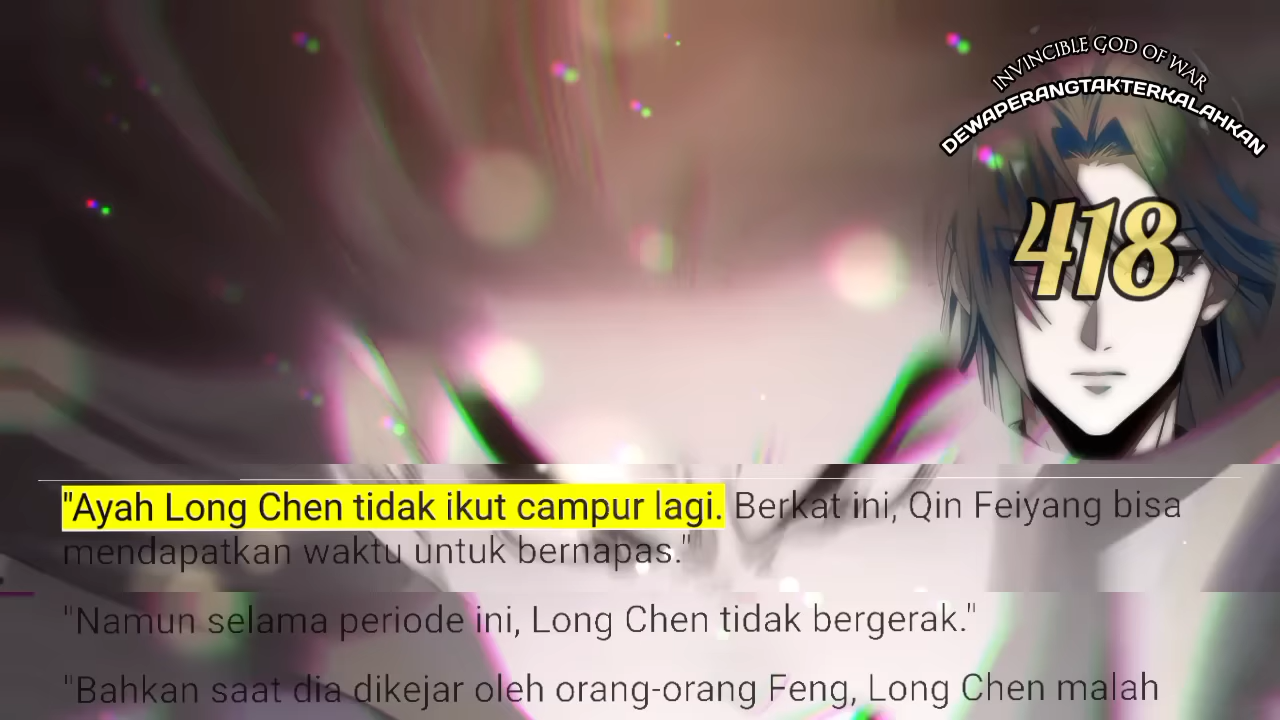 INVINCIBLE GOD OF WAR
DEWAPERANGTAKTERKALAHKAN
418
"Ayah Long Chen tidak ikut campur lagi. Berkat ini, Qin Feiyang bisa
mendapatkan waktu untuk bernapas."
"Namun selama periode ini, Long Chen tidak bergerak."
"Bahkan saat dia dikejar oleh orang-orang Feng, Long Chen malah